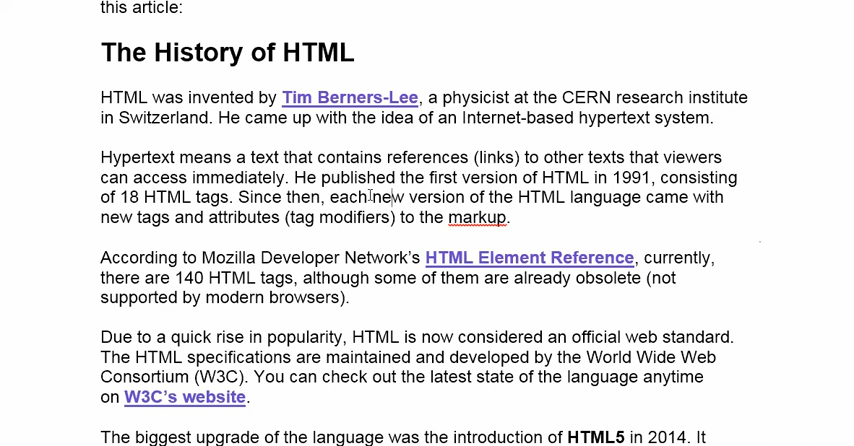 this article:
The History of HTML
HTML was invented by Tim Berners-Lee, a physicist at the CERN research institute
in Switzerland. He came up with the idea of an Internet-based hypertext system.
Hypertext means a text that contains references (links) to other texts that viewers
can access immediately. He published the first version of HTML in 1991, consisting
of 18 HTML tags. Since then, each new version of the HTML language came with
new tags and attributes (tag modifiers) to the markup.
According to Mozilla Developer Network’s HTML Element Reference, currently,
there are 140 HTML tags, although some of them are already obsolete (not
supported by modern browsers).
Due to a quick rise in popularity, HTML is now considered an official web standard.
The HTML specifications are maintained and developed by the World Wide Web
Consortium (W3C). You can check out the latest state of the language anytime
on W3C’s website.
The biggest upgrade of the language was the introduction of HTML5 in 2014. It